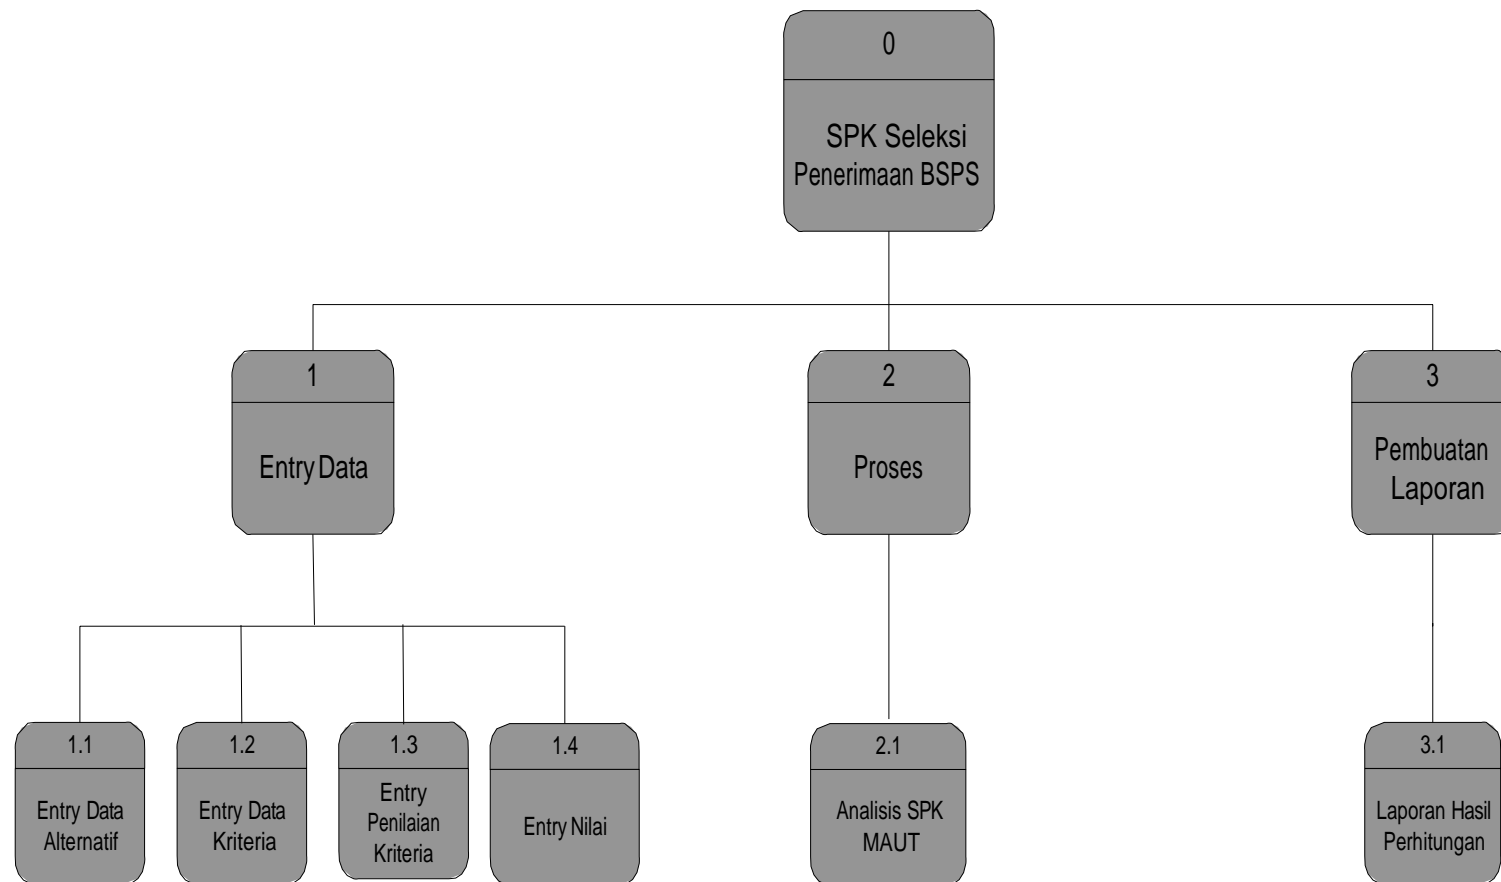 0
SPK Seleksi
Penerimaan BSPS
1
Entry Data
2
Proses
3
Pembuatan
Laporan
1.1
Entry Data
Alternatif
1.2
Entry Data
Kriteria
1.3
Entry
Penilaian
Kriteria
1.4
Entry Nilai
2.1
Analisis SPK
MAUT
3.1
Laporan Hasil
Perhitungan